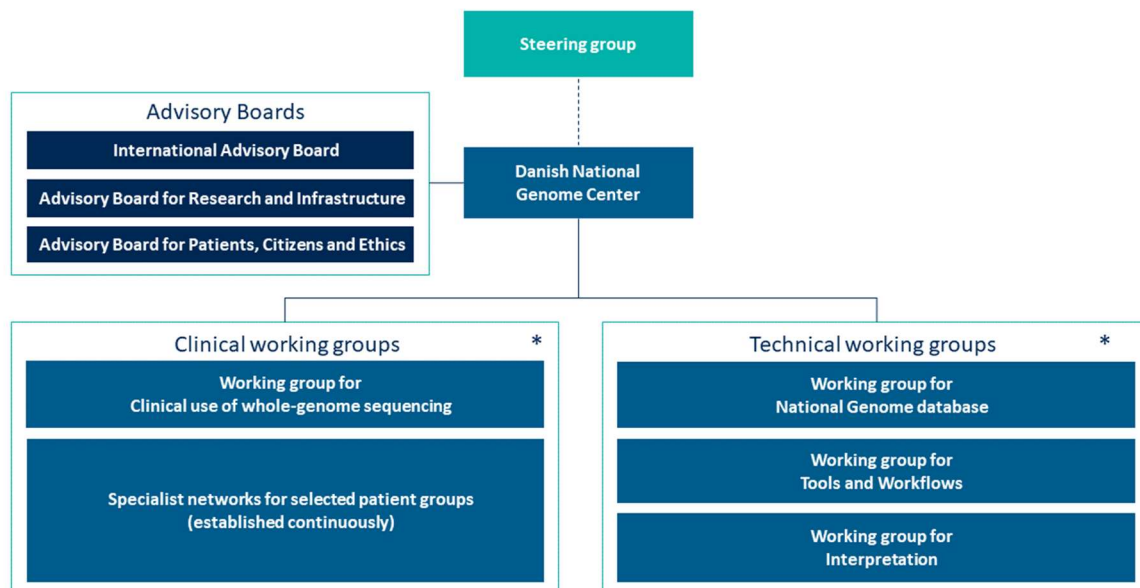 Steering group
Advisory Boards
International Advisory Board
Advisory Board for Research and Infrastructure
Advisory Board for Patients, Citizens and Ethics
Danish National
Genome Center
Clinical working groups *
Working group for
Clinical use of whole-genome sequencing
Specialist networks for selected patient groups
(established continuously)
Technical working groups *
Working group for
National Genome database
Working group for
Tools and Workflows
Working group for
Interpretation